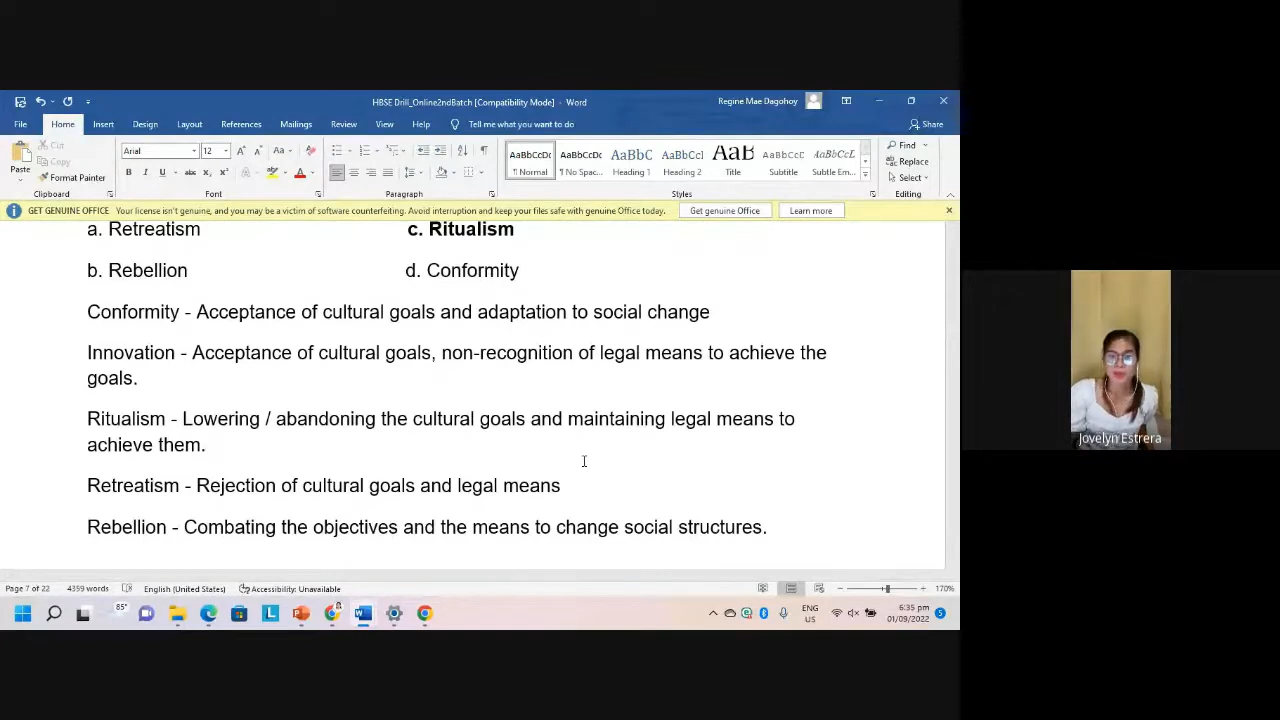 HBSE Drill_Online2ndBatch [Compatibility Mode] - Word
Regine Mae Dagohoy
File Home Insert Design Layout References Mailings Review View Help Tell me what you want to do Share
Cut
Copy
Paste
Format Painter
Clipboard
Arial 12
Font
Paragraph
AaBbCcDc AaBbCcDc AaBbC AaBbCcl AaB AaBbCcD AaBbCcL
¶ Normal ¶ No Spac... Heading 1 Heading 2 Title Subtitle Subtle Em...
Styles
Find
Replace
Select
Editing
GET GENUINE OFFICE Your license isn't genuine, and you may be a victim of software counterfeiting. Avoid interruption and keep your files safe with genuine Office today. Get genuine Office Learn more
a. Retreatism c. Ritualism
b. Rebellion d. Conformity
Conformity - Acceptance of cultural goals and adaptation to social change
Innovation - Acceptance of cultural goals, non-recognition of legal means to achieve the
goals.
Ritualism - Lowering / abandoning the cultural goals and maintaining legal means to
achieve them.
Retreatism - Rejection of cultural goals and legal means
Rebellion - Combating the objectives and the means to change social structures.
Jovelyn Estrera
Page 7 of 22 4359 words English (United States) Accessibility: Unavailable 170%
85°
ENG
US
6:35 pm
01/09/2022
5